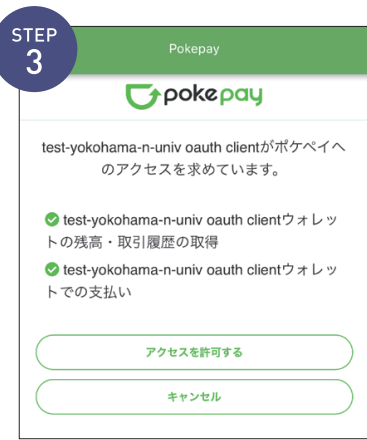 STEP
3
Pokepay
pokepay
test-yokohama-n-univ oauth clientがポケペイへ
のアクセスを求めています。
test-yokohama-n-univ oauth clientウォレッ
トの残高・取引履歴の取得
test-yokohama-n-univ oauth clientウォレッ
トでの支払い
アクセスを許可する
キャンセル